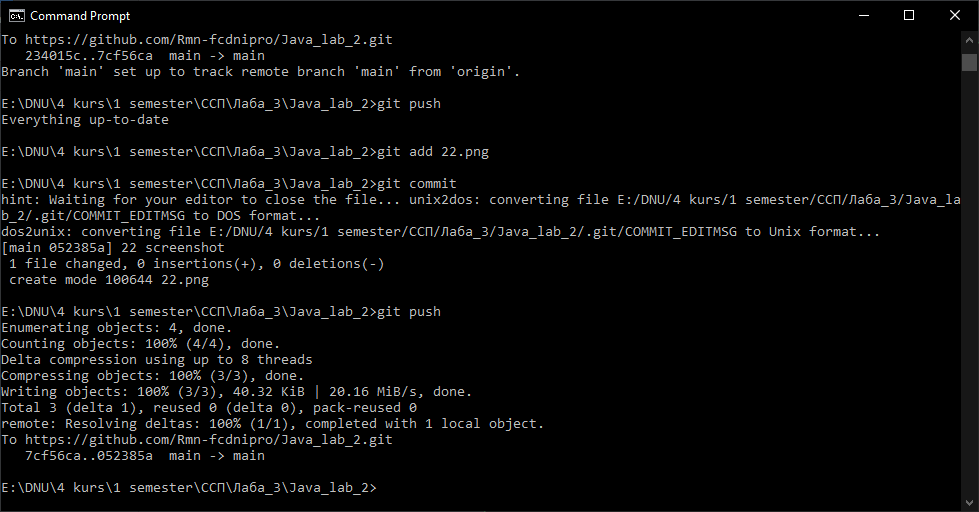 Command Prompt
To https://github.com/Rmn-fcdnipro/Java_lab_2.git
   234015c..7cf56ca  main -> main
Branch 'main' set up to track remote branch 'main' from 'origin'.

E:\DNU\4 kurs\1 semester\ССП\Лаба_3\Java_lab_2>git push
Everything up-to-date

E:\DNU\4 kurs\1 semester\ССП\Лаба_3\Java_lab_2>git add 22.png

E:\DNU\4 kurs\1 semester\ССП\Лаба_3\Java_lab_2>git commit
hint: Waiting for your editor to close the file... unix2dos: converting file E:/DNU/4 kurs/1 semester/ССП/Лаба_3/Java_la
b_2/.git/COMMIT_EDITMSG to DOS format...
dos2unix: converting file E:/DNU/4 kurs/1 semester/ССП/Лаба_3/Java_lab_2/.git/COMMIT_EDITMSG to Unix format...
[main 052385a] 22 screenshot
 1 file changed, 0 insertions(+), 0 deletions(-)
 create mode 100644 22.png

E:\DNU\4 kurs\1 semester\ССП\Лаба_3\Java_lab_2>git push
Enumerating objects: 4, done.
Counting objects: 100% (4/4), done.
Delta compression using up to 8 threads
Compressing objects: 100% (3/3), done.
Writing objects: 100% (3/3), 40.32 KiB | 20.16 MiB/s, done.
Total 3 (delta 1), reused 0 (delta 0), pack-reused 0
remote: Resolving deltas: 100% (1/1), completed with 1 local object.
To https://github.com/Rmn-fcdnipro/Java_lab_2.git
   7cf56ca..052385a  main -> main

E:\DNU\4 kurs\1 semester\ССП\Лаба_3\Java_lab_2>